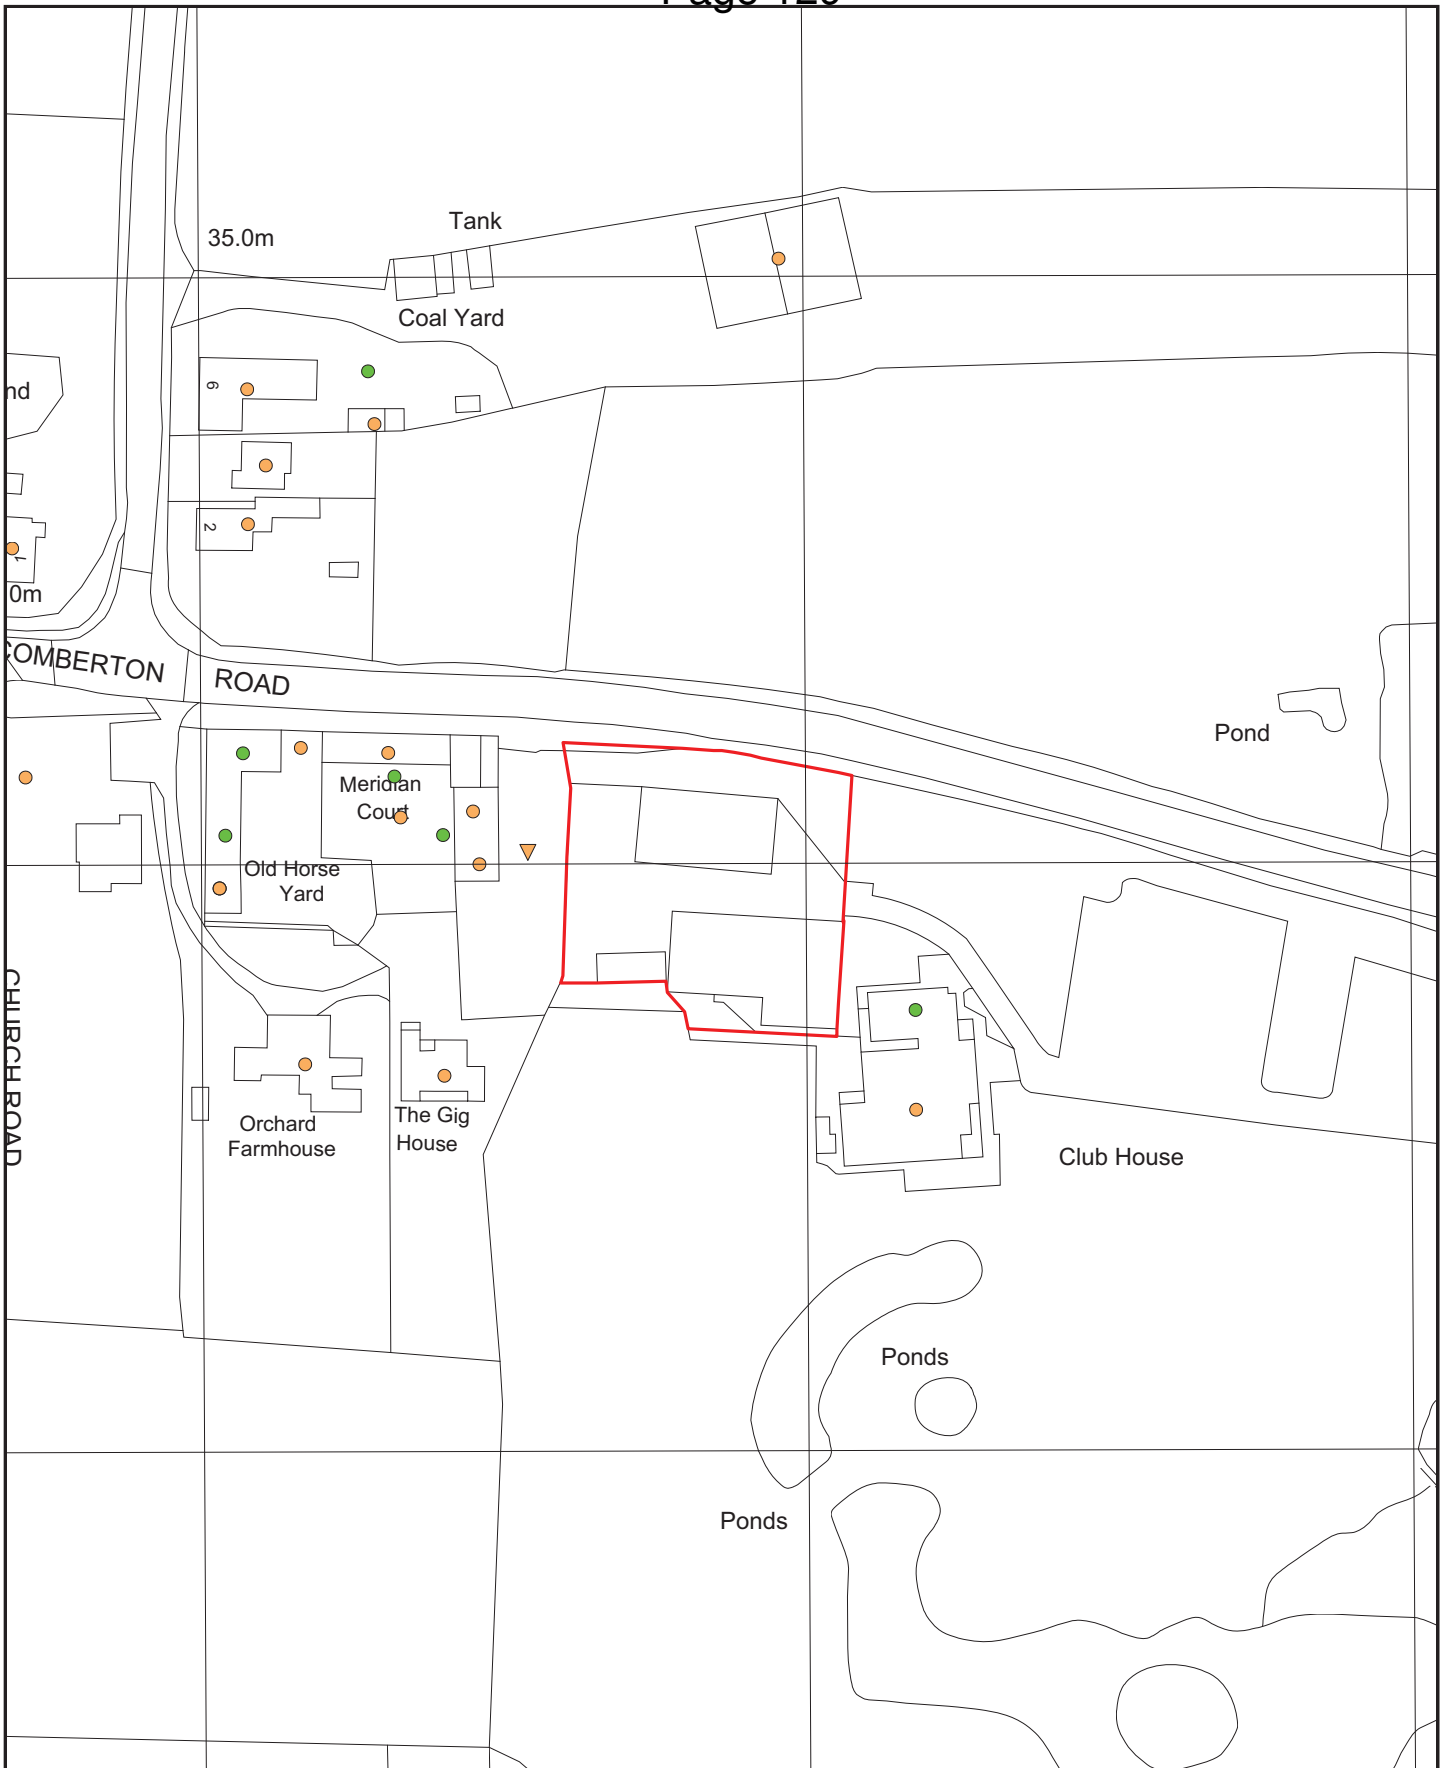 Tank
35.0m
Coal Yard
6
nd
2
1
0m
COMBERTON ROAD
Pond
Meridian
Court
Old Horse
Yard
CHURCH ROAD
Orchard
Farmhouse
The Gig
House
Club House
Ponds
Ponds